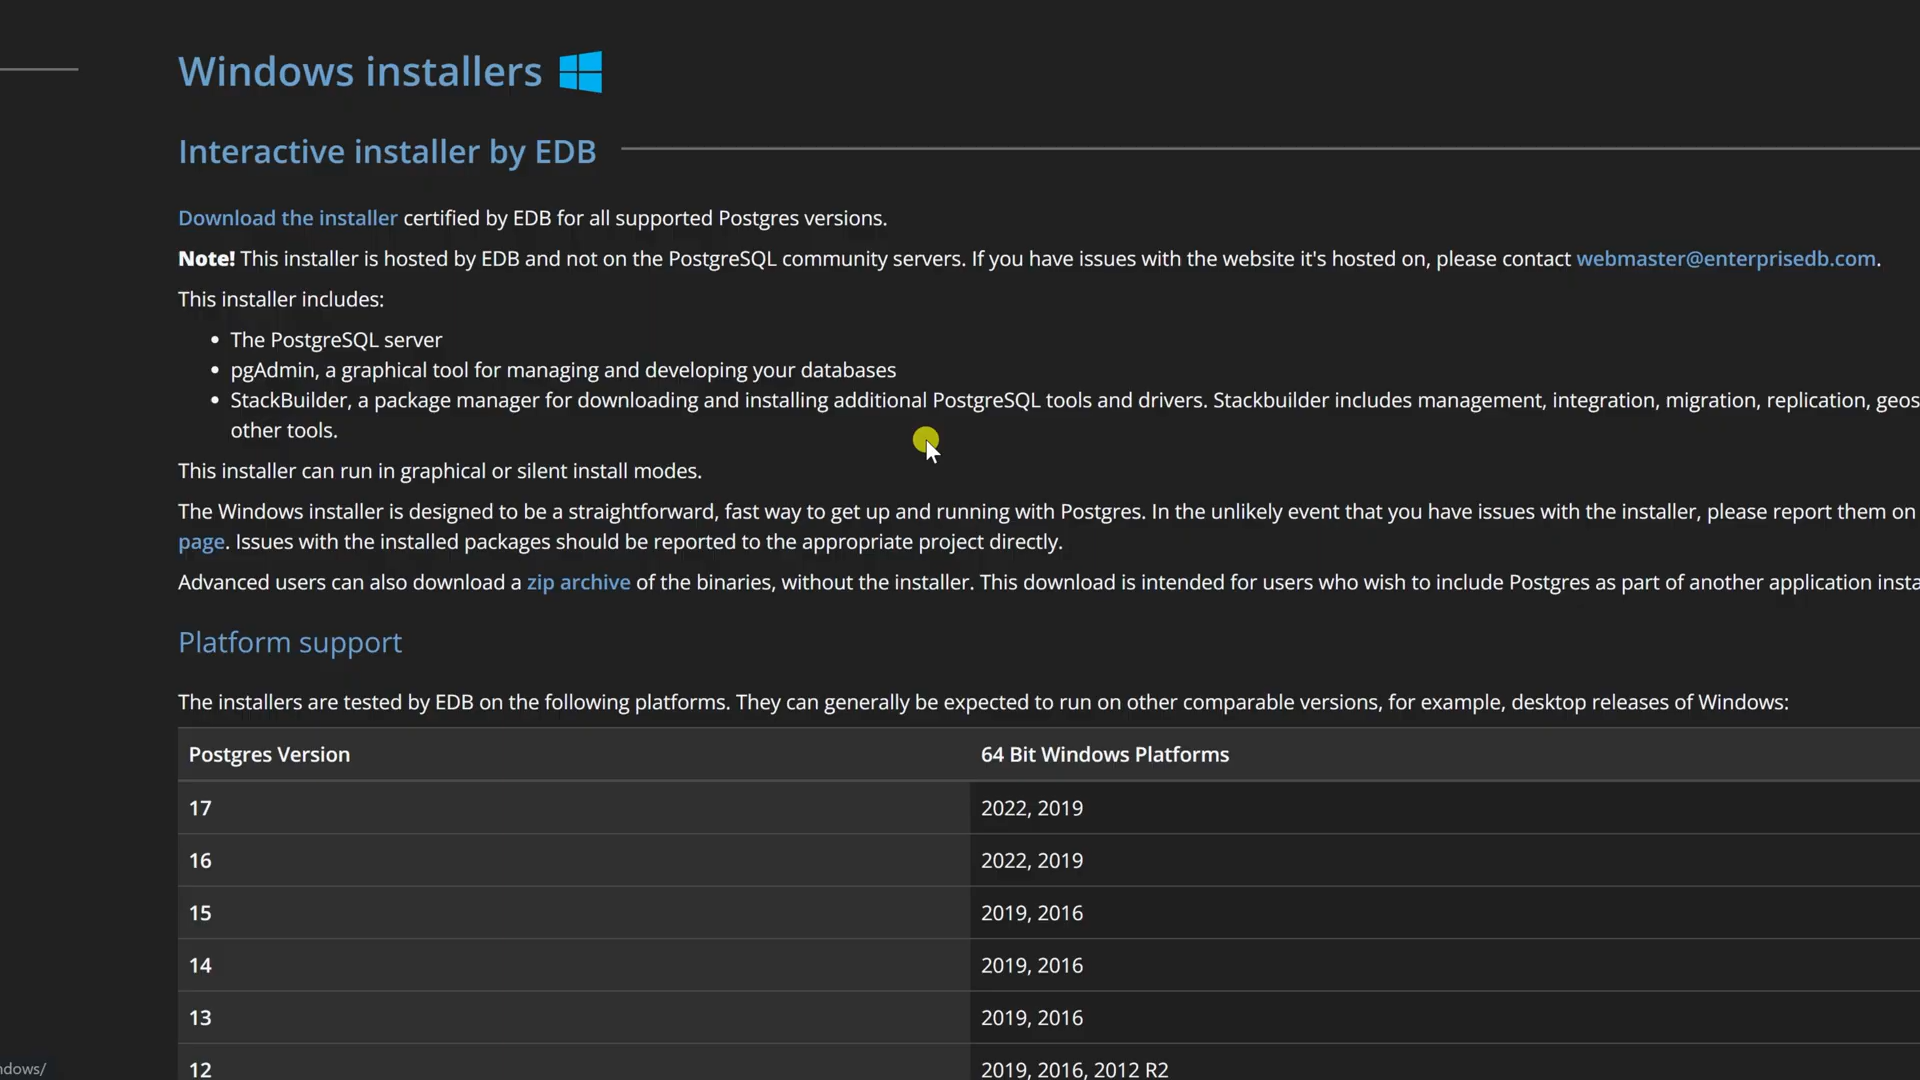 Windows installers
Interactive installer by EDB
Download the installer certified by EDB for all supported Postgres versions.
Note! This installer is hosted by EDB and not on the PostgreSQL community servers. If you have issues with the website it's hosted on, please contact webmaster@enterprisedb.com.
This installer includes:
• The PostgreSQL server
• pgAdmin, a graphical tool for managing and developing your databases
• StackBuilder, a package manager for downloading and installing additional PostgreSQL tools and drivers. Stackbuilder includes management, integration, migration, replication, geos
other tools.
This installer can run in graphical or silent install modes.
The Windows installer is designed to be a straightforward, fast way to get up and running with Postgres. In the unlikely event that you have issues with the installer, please report them on
page. Issues with the installed packages should be reported to the appropriate project directly.
Advanced users can also download a zip archive of the binaries, without the installer. This download is intended for users who wish to include Postgres as part of another application insta
Platform support
The installers are tested by EDB on the following platforms. They can generally be expected to run on other comparable versions, for example, desktop releases of Windows:
Postgres Version 64 Bit Windows Platforms
17 2022, 2019
16 2022, 2019
15 2019, 2016
14 2019, 2016
13 2019, 2016
12 2019, 2016, 2012 R2
ndows/